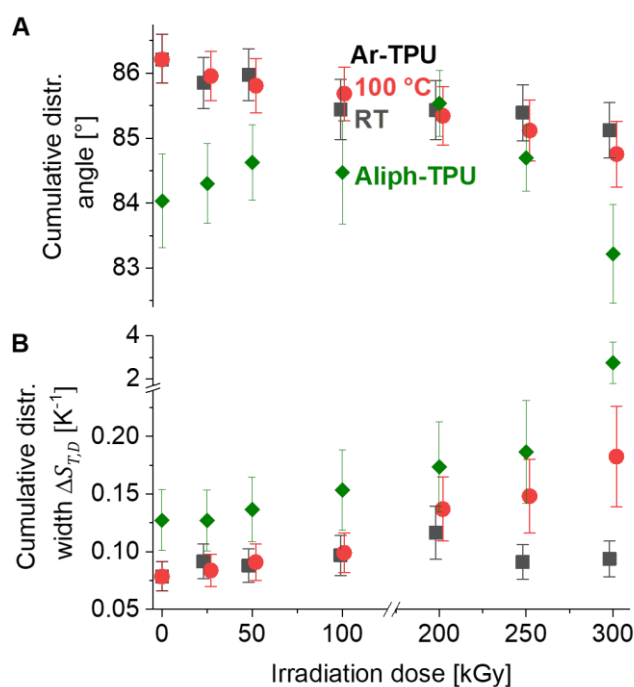 A
Cumulative distr.
angle [°]
86
85
84
83
Ar-TPU
100 °C
RT
Aliph-TPU
B
Cumulative distr.
width ΔS_{T,D} [K⁻¹]
4
2
0.20
0.15
0.10
0.05
0 50 100 200 250 300
Irradiation dose [kGy]